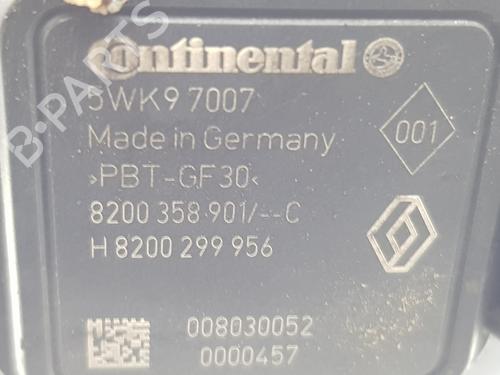 Continental
5WK9 7007
Made in Germany
001
>PBT-GF30<
8200 358 901/--C
H 8200 299 956
008030052
0000457
B-PARTS